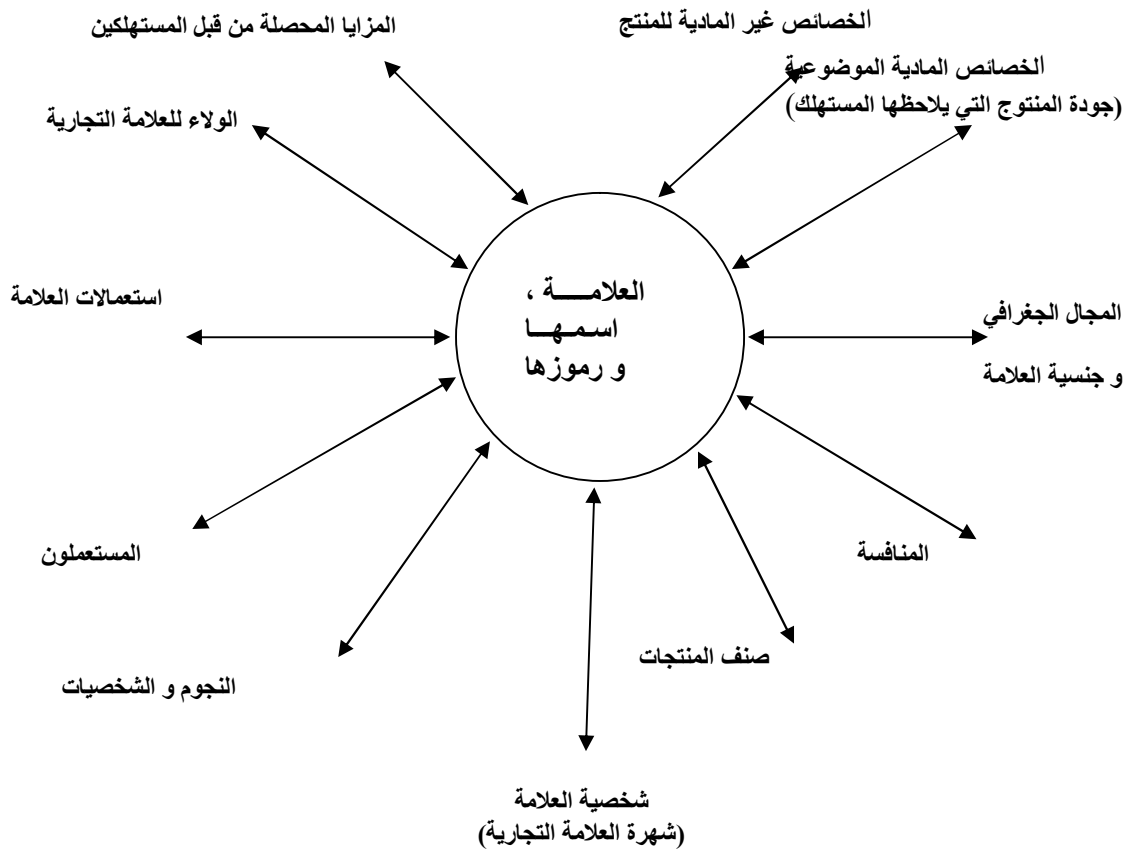 الخصائص غير المادية للمنتج
المزايا المحصلة من قبل المستهلكين
الخصائص المادية الموضوعية
(جودة المنتوج التي يلاحظها المستهلك)
الولاء للعلامة التجارية
العلامـــــة ،
اسـمـهـــا
و رموزها
استعمالات العلامة
المجال الجغرافي
و جنسية العلامة
المستعملون
المنافسة
صنف المنتجات
النجوم و الشخصيات
شخصية العلامة
(شهرة العلامة التجارية)